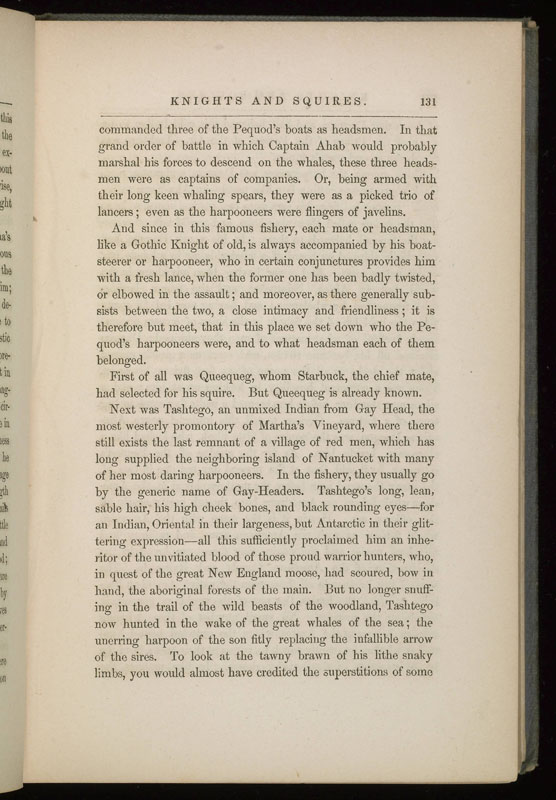 KNIGHTS AND SQUIRES. 131
commanded three of the Pequod's boats as headsmen. In that
grand order of battle in which Captain Ahab would probably
marshal his forces to descend on the whales, these three heads-
men were as captains of companies. Or, being armed with
their long keen whaling spears, they were as a picked trio of
lancers; even as the harpooneers were flingers of javelins.
And since in this famous fishery, each mate or headsman,
like a Gothic Knight of old, is always accompanied by his boat-
steerer or harpooneer, who in certain conjunctures provides him
with a fresh lance, when the former one has been badly twisted,
or elbowed in the assault; and moreover, as there generally sub-
sists between the two, a close intimacy and friendliness; it is
therefore but meet, that in this place we set down who the Pe-
quod's harpooneers were, and to what headsman each of them
belonged.
First of all was Queequeg, whom Starbuck, the chief mate,
had selected for his squire. But Queequeg is already known.
Next was Tashtego, an unmixed Indian from Gay Head, the
most westerly promontory of Martha's Vineyard, where there
still exists the last remnant of a village of red men, which has
long supplied the neighboring island of Nantucket with many
of her most daring harpooneers. In the fishery, they usually go
by the generic name of Gay-Headers. Tashtego's long, lean,
sable hair, his high cheek bones, and black rounding eyes—for
an Indian, Oriental in their largeness, but Antarctic in their glit-
tering expression—all this sufficiently proclaimed him an inhe-
ritor of the unvitiated blood of those proud warrior hunters, who,
in quest of the great New England moose, had scoured, bow in
hand, the aboriginal forests of the main. But no longer snuff-
ing in the trail of the wild beasts of the woodland, Tashtego
now hunted in the wake of the great whales of the sea; the
unerring harpoon of the son fitly replacing the infallible arrow
of the sires. To look at the tawny brawn of his lithe snaky
limbs, you would almost have credited the superstitions of some